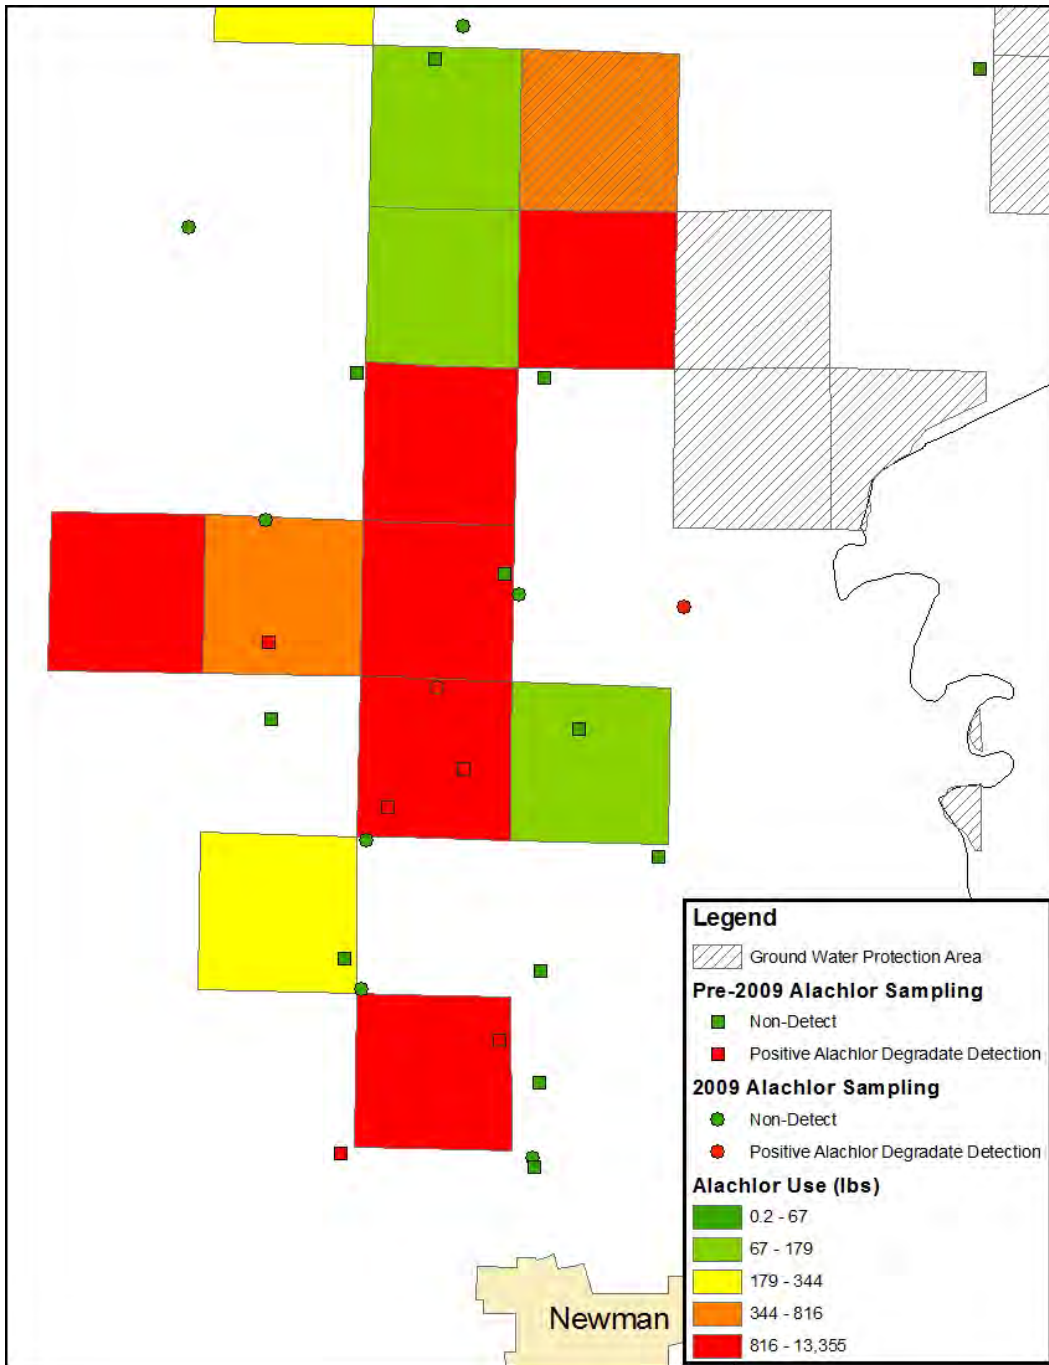 Legend
Ground Water Protection Area
Pre-2009 Alachlor Sampling
Non-Detect
Positive Alachlor Degradate Detection
2009 Alachlor Sampling
Non-Detect
Positive Alachlor Degradate Detection
Alachlor Use (lbs)
0.2 - 67
67 - 179
179 - 344
344 - 816
816 - 13,355
Newman